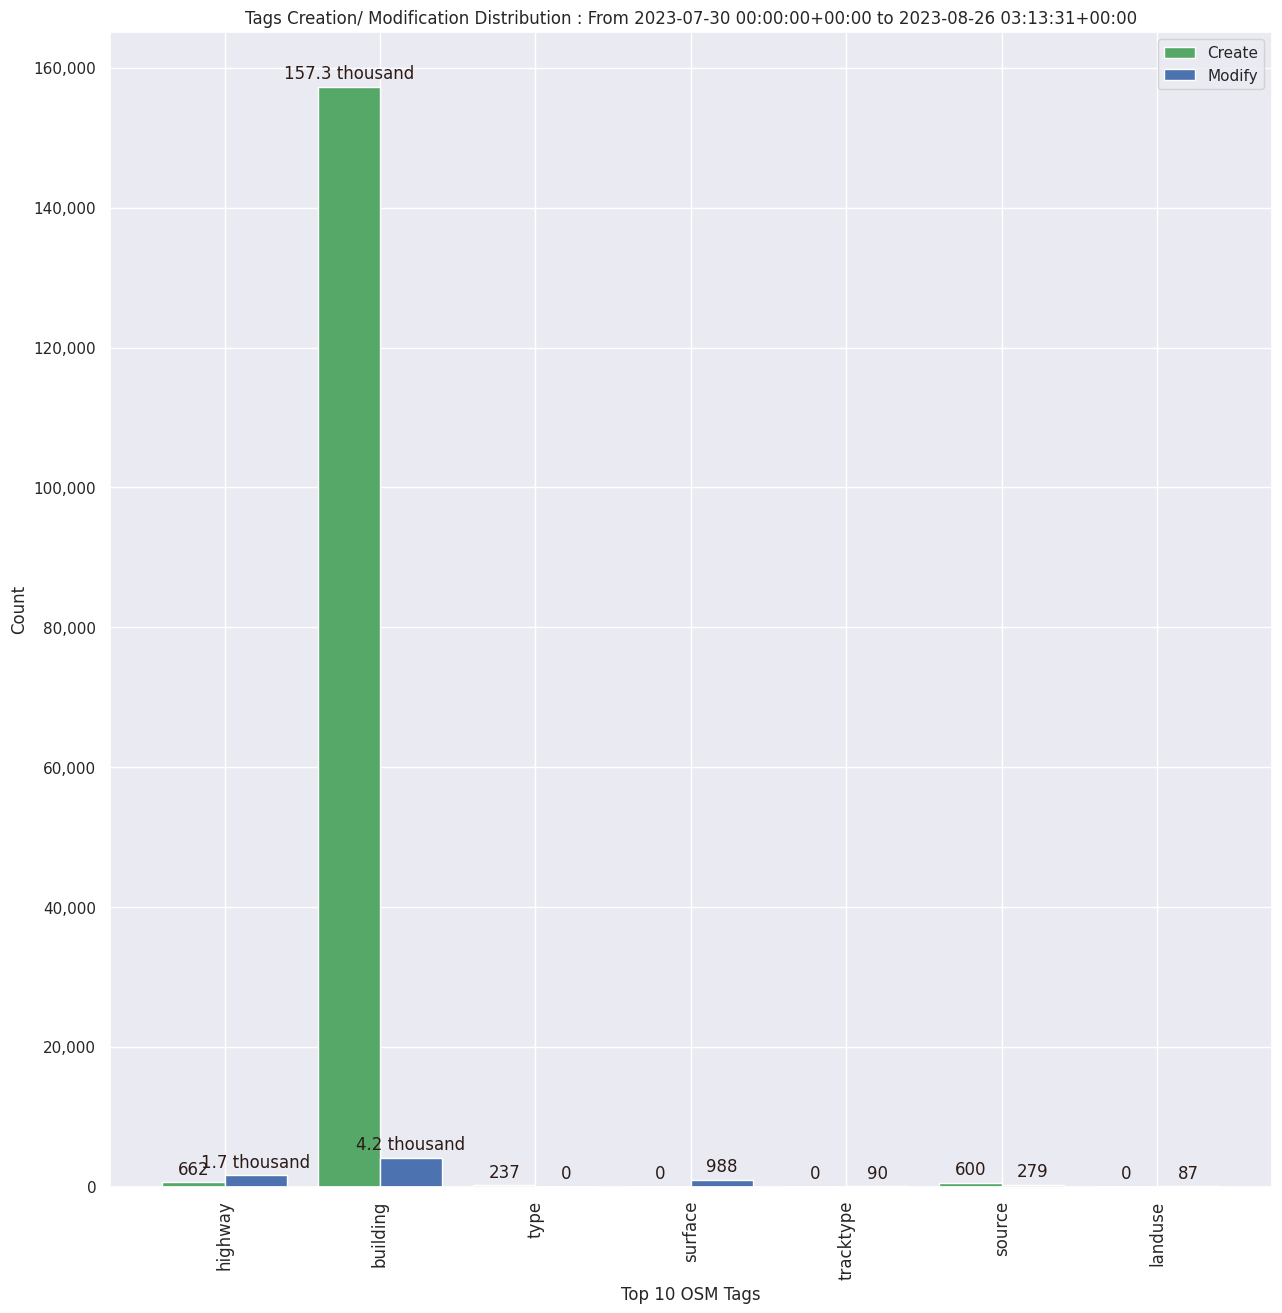 Tags Creation/ Modification Distribution : From 2023-07-30 00:00:00+00:00 to 2023-08-26 03:13:31+00:00
Create
Modify
160,000
140,000
120,000
100,000
80,000
60,000
40,000
20,000
0
Count
662
1.7 thousand
157.3 thousand
4.2 thousand
237
0
0
988
0
90
600
279
0
87
highway
building
type
surface
tracktype
source
landuse
Top 10 OSM Tags